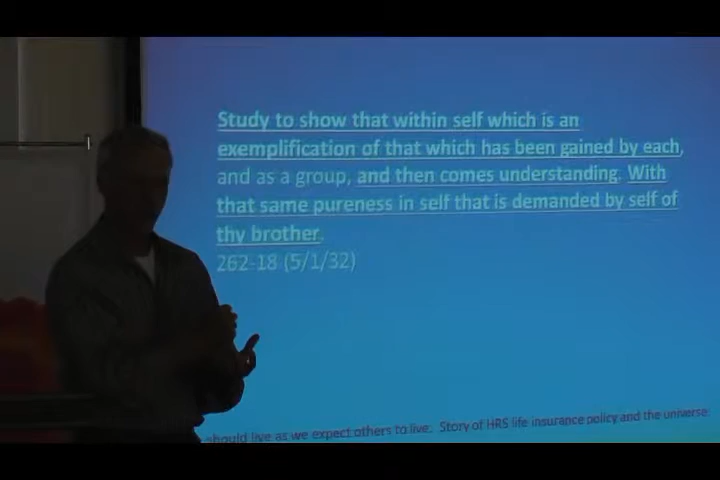 Study to show that within self which is an
exemplification of that which has been gained by each,
and as a group, and then comes understanding. With
that same pureness in self that is demanded by self of
thy brother.
262-18 (5/1/32)
should live as we expect others to live. Story of HRS life insurance policy and the universe